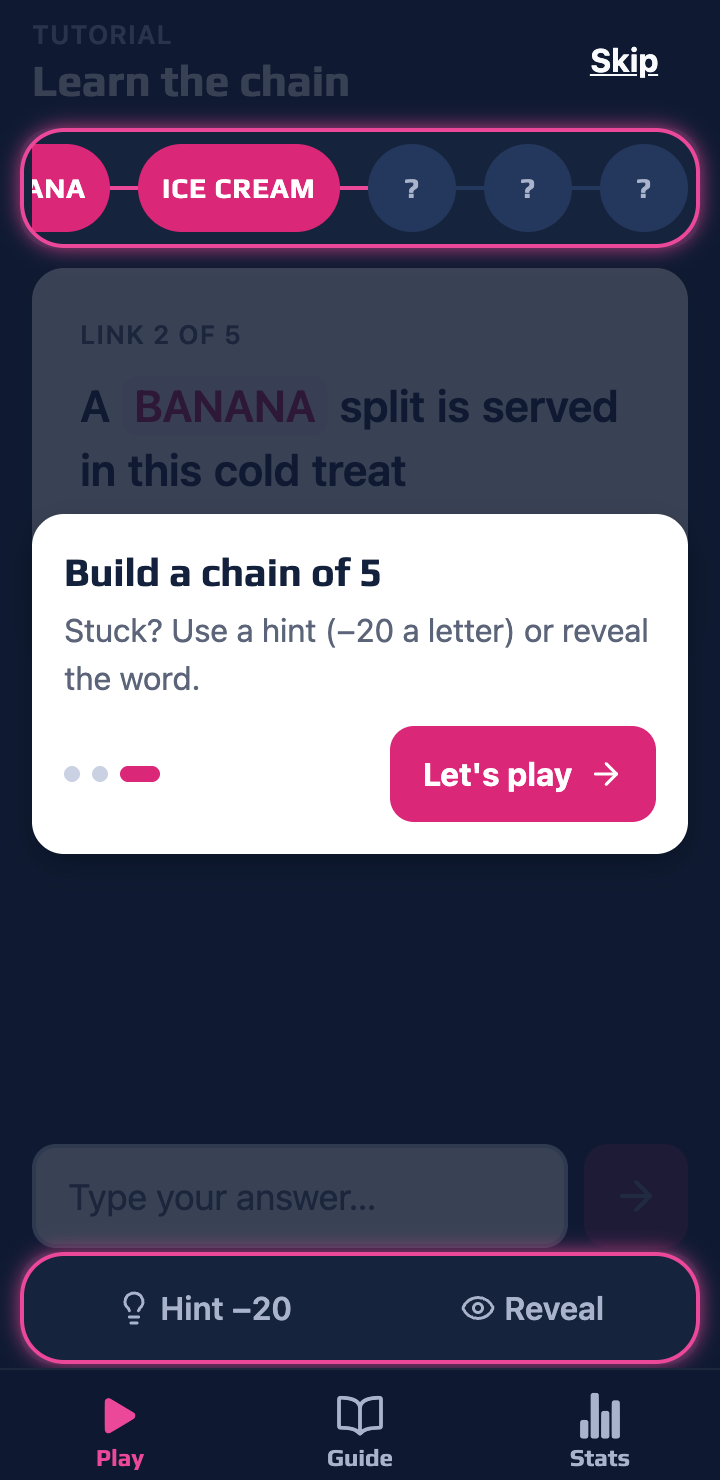 TUTORIAL
Learn the chain
Skip
ANA
ICE CREAM
?
?
?
LINK 2 OF 5
A BANANA split is served
in this cold treat
Build a chain of 5
Stuck? Use a hint (−20 a letter) or reveal
the word.
Let's play
Type your answer...
Hint −20
Reveal
Play
Guide
Stats